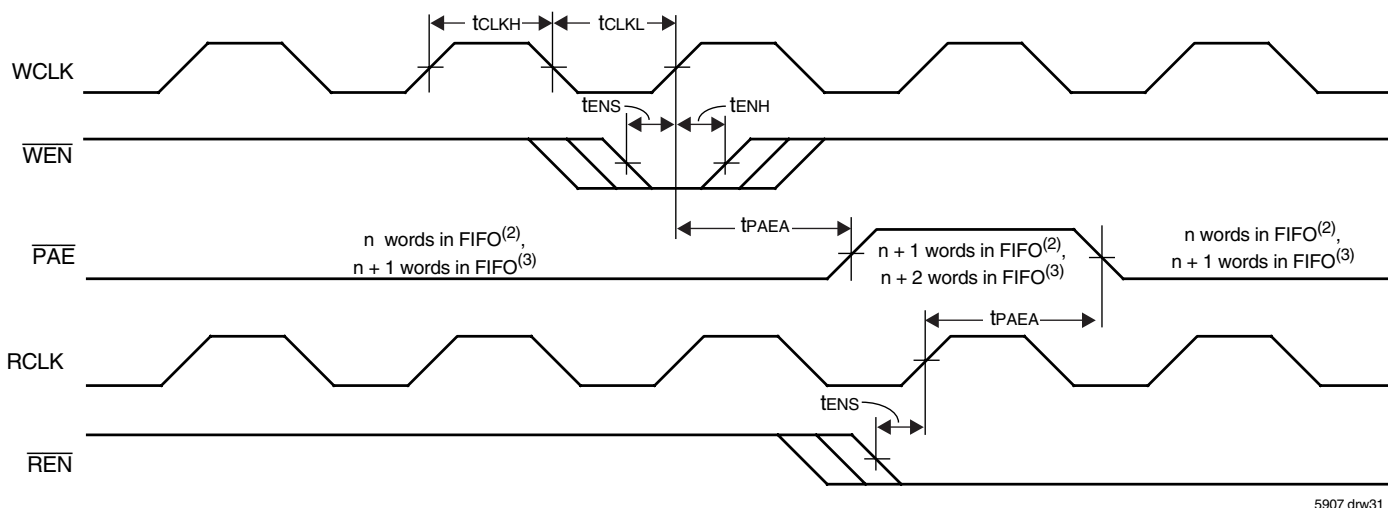 tCLKH
tCLKL
WCLK
tENS
tENH
WEN
tPAEA
n words in FIFO(2),
n + 1 words in FIFO(3)
PAE
n + 1 words in FIFO(2),
n + 2 words in FIFO(3)
n words in FIFO(2),
n + 1 words in FIFO(3)
tPAEA
RCLK
tENS
REN
5907 drw31